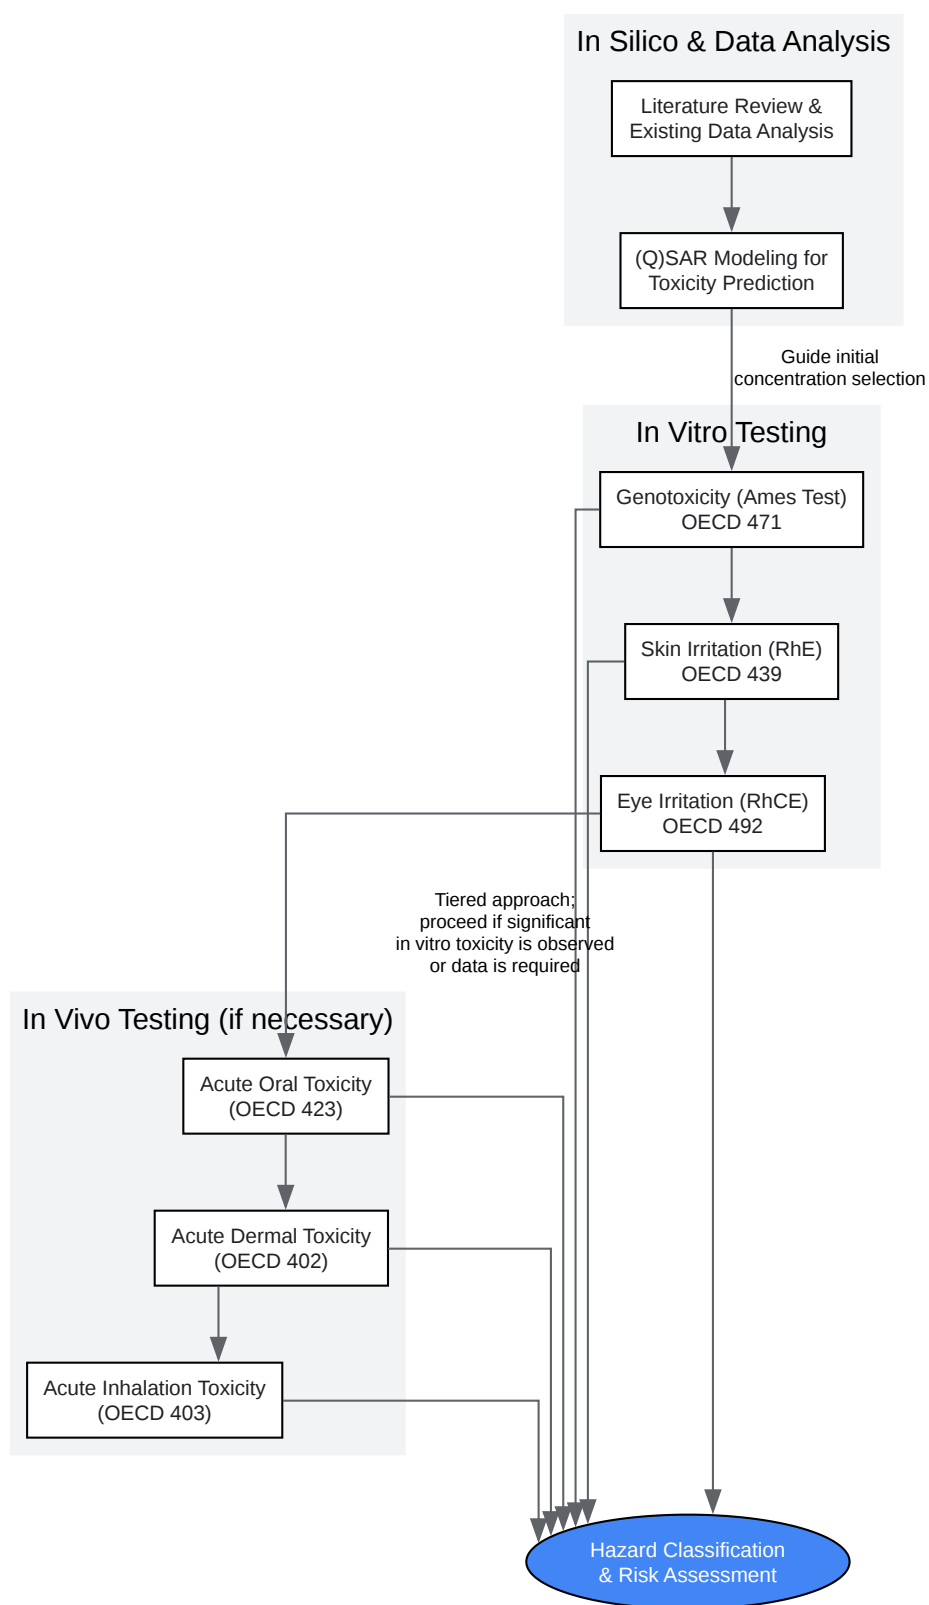 In Silico & Data Analysis
Literature Review &
Existing Data Analysis
(Q)SAR Modeling for
Toxicity Prediction
Guide initial
concentration selection
In Vitro Testing
Genotoxicity (Ames Test)
OECD 471
Skin Irritation (RhE)
OECD 439
Eye Irritation (RhCE)
OECD 492
Tiered approach;
proceed if significant
in vitro toxicity is observed
or data is required
In Vivo Testing (if necessary)
Acute Oral Toxicity
(OECD 423)
Acute Dermal Toxicity
(OECD 402)
Acute Inhalation Toxicity
(OECD 403)
Hazard Classification
& Risk Assessment